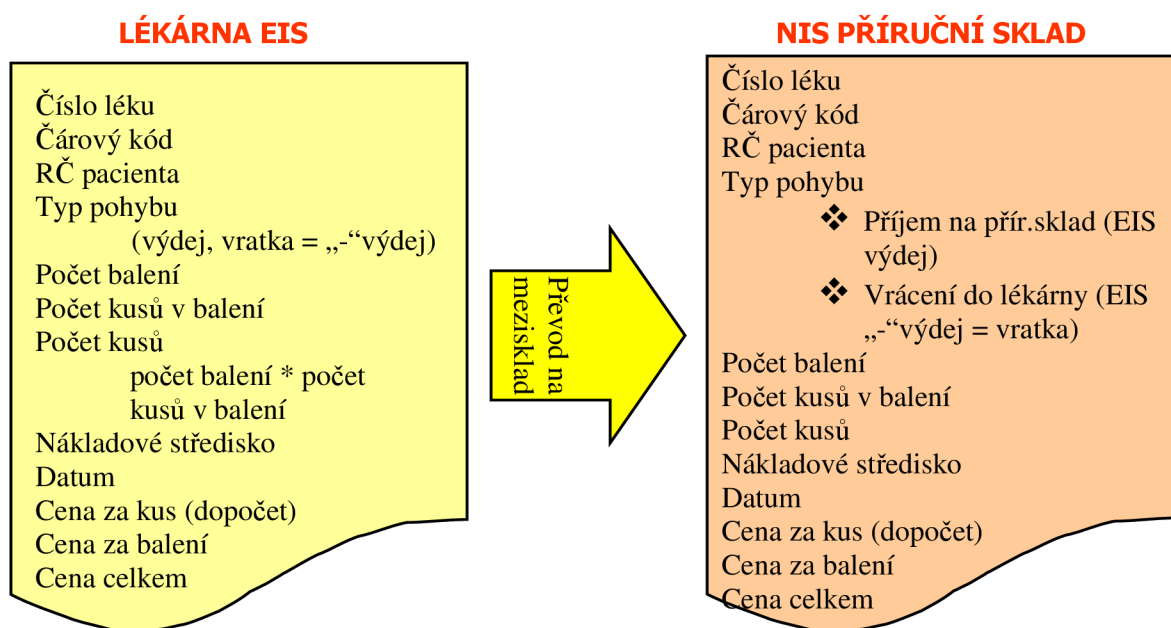 LÉKÁRNA EIS
Číslo léku
Čárový kód
RČ pacienta
Typ pohybu
(výdej, vratka = „-“výdej)
Počet balení
Počet kusů v balení
Počet kusů
počet balení * počet
kusů v balení
Nákladové středisko
Datum
Cena za kus (dopočet)
Cena za balení
Cena celkem
Převod na
mezisklad
NIS PŘÍRUČNÍ SKLAD
Číslo léku
Čárový kód
RČ pacienta
Typ pohybu
❖ Příjem na přír.sklad (EIS
výdej)
❖ Vrácení do lékárny (EIS
„-“výdej = vratka)
Počet balení
Počet kusů v balení
Počet kusů
Nákladové středisko
Datum
Cena za kus (dopočet)
Cena za balení
Cena celkem